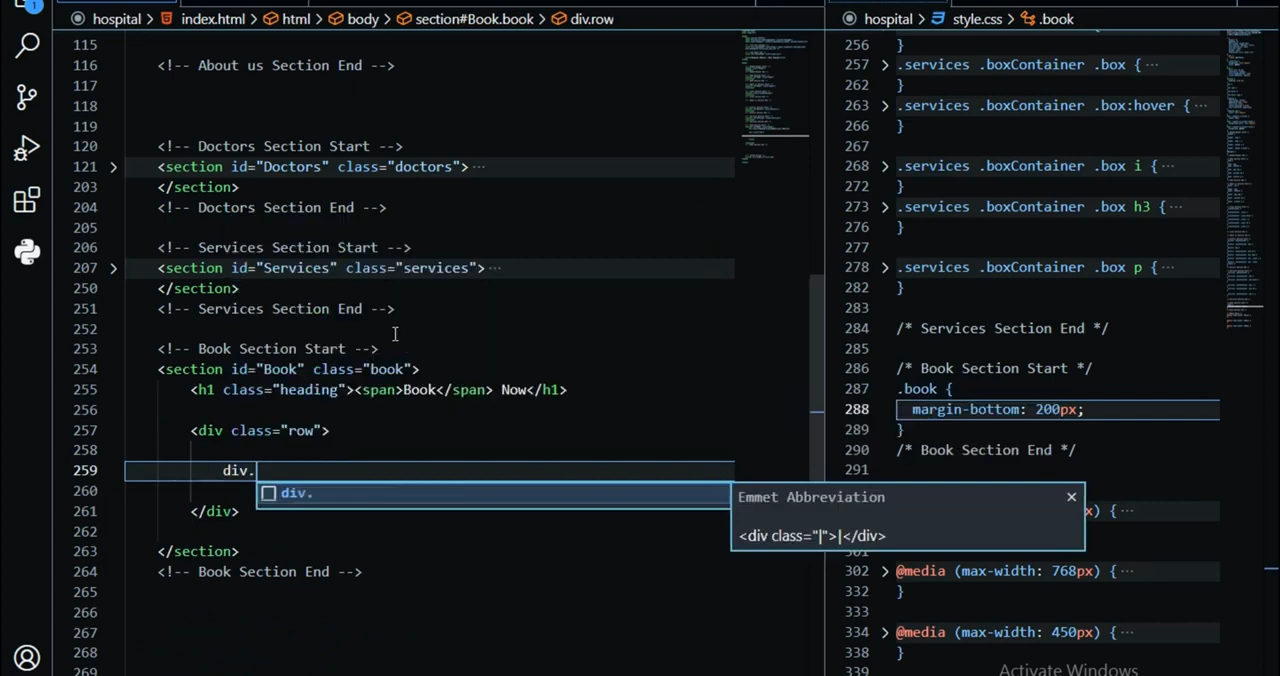 1
hospital > index.html > html > body > section#Book.book > div.row
115
116 <!-- About us Section End -->
117
118
119
120 <!-- Doctors Section Start -->
121 > <section id="Doctors" class="doctors"> ···
203 </section>
204 <!-- Doctors Section End -->
205
206 <!-- Services Section Start -->
207 > <section id="Services" class="services"> ···
250 </section>
251 <!-- Services Section End -->
252
253 <!-- Book Section Start -->
254 <section id="Book" class="book">
255 <h1 class="heading"><span>Book</span> Now</h1>
256
257 <div class="row">
258
259 div.
260 div.
261 </div>
262
263 </section>
264 <!-- Book Section End -->
265
266
267
268
269
Emmet Abbreviation ×
<div class="|">|</div>
hospital > style.css > .book
256 }
257 > .services .boxContainer .box { ···
262 }
263 > .services .boxContainer .box:hover { ···
266 }
267
268 > .services .boxContainer .box i { ···
272 }
273 > .services .boxContainer .box h3 { ···
276 }
277
278 > .services .boxContainer .box p { ···
282 }
283
284 /* Services Section End */
285
286 /* Book Section Start */
287 .book {
288 margin-bottom: 200px;
289 }
290 /* Book Section End */
291
x) { ···
301
302 > @media (max-width: 768px) { ···
332 }
333
334 > @media (max-width: 450px) { ···
338 }
339
Activate Windows